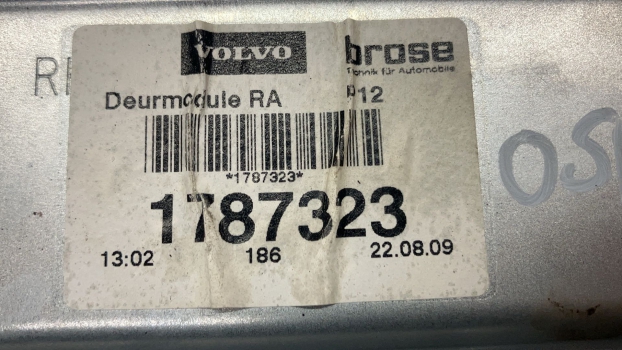 VOLVO brose
Technik für Automobile
Deurmodule RA P12
*1787323*
1787323
13:02 186 22.08.09